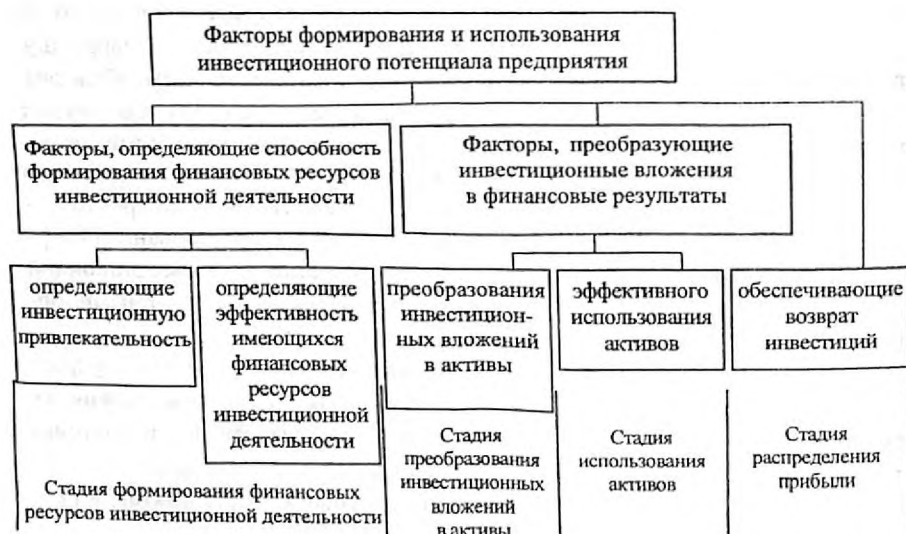 Факторы формирования и использования
инвестиционного потенциала предприятия
Факторы, определяющие способность
формирования финансовых ресурсов
инвестиционной деятельности
Факторы, преобразующие
инвестиционные вложения
в финансовые результаты
определяющие
инвестиционную
привлекательность
определяющие
эффективность
имеющихся
финансовых
ресурсов
инвестиционной
деятельности
преобразования
инвестицион-
ных вложений
в активы
эффективного
использования
активов
обеспечивающие
возврат
инвестиций
Стадия формирования финансовых
ресурсов инвестиционной деятельности
Стадия
преобразования
инвестиционных
вложений
в активы
Стадия
использования
активов
Стадия
распределения
прибыли